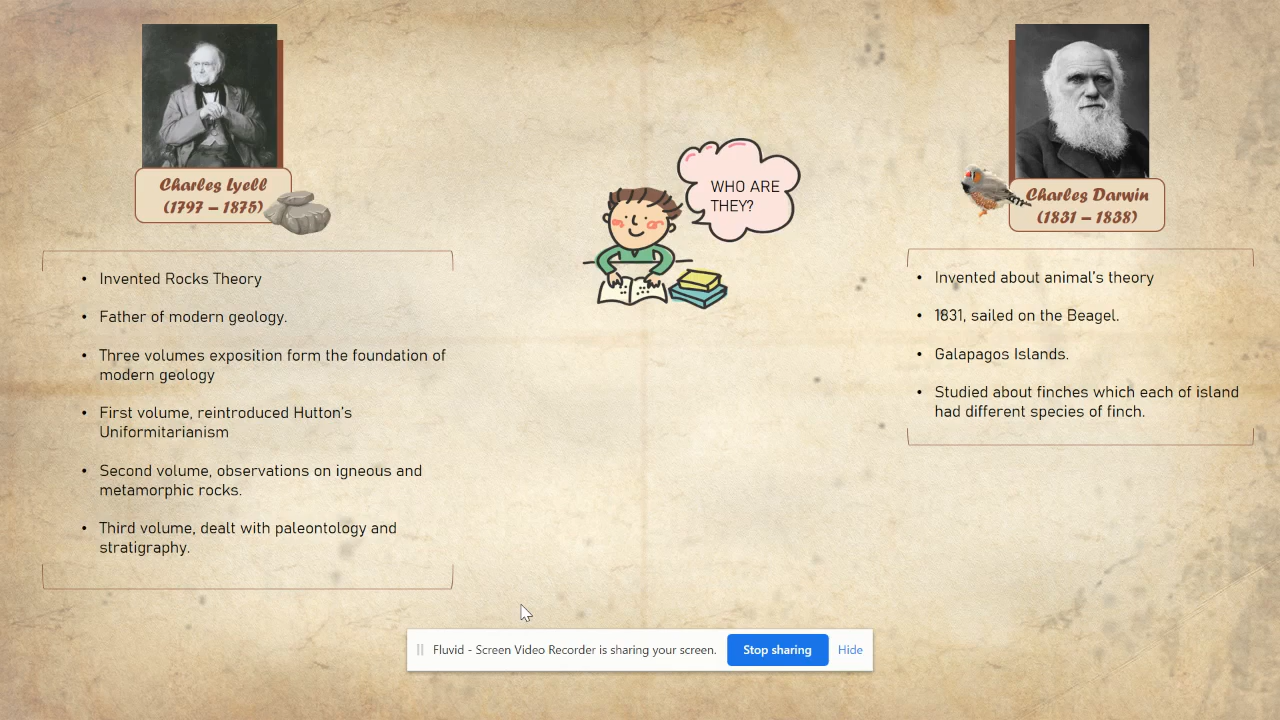 Charles Lyell
(1797 – 1875)
• Invented Rocks Theory
• Father of modern geology.
• Three volumes exposition form the foundation of
modern geology
• First volume, reintroduced Hutton's
Uniformitarianism
• Second volume, observations on igneous and
metamorphic rocks.
• Third volume, dealt with paleontology and
stratigraphy.
WHO ARE
THEY?
Charles Darwin
(1831 – 1838)
• Invented about animal's theory
• 1831, sailed on the Beagel.
• Galapagos Islands.
• Studied about finches which each of island
had different species of finch.
Fluvid - Screen Video Recorder is sharing your screen.
Stop sharing
Hide